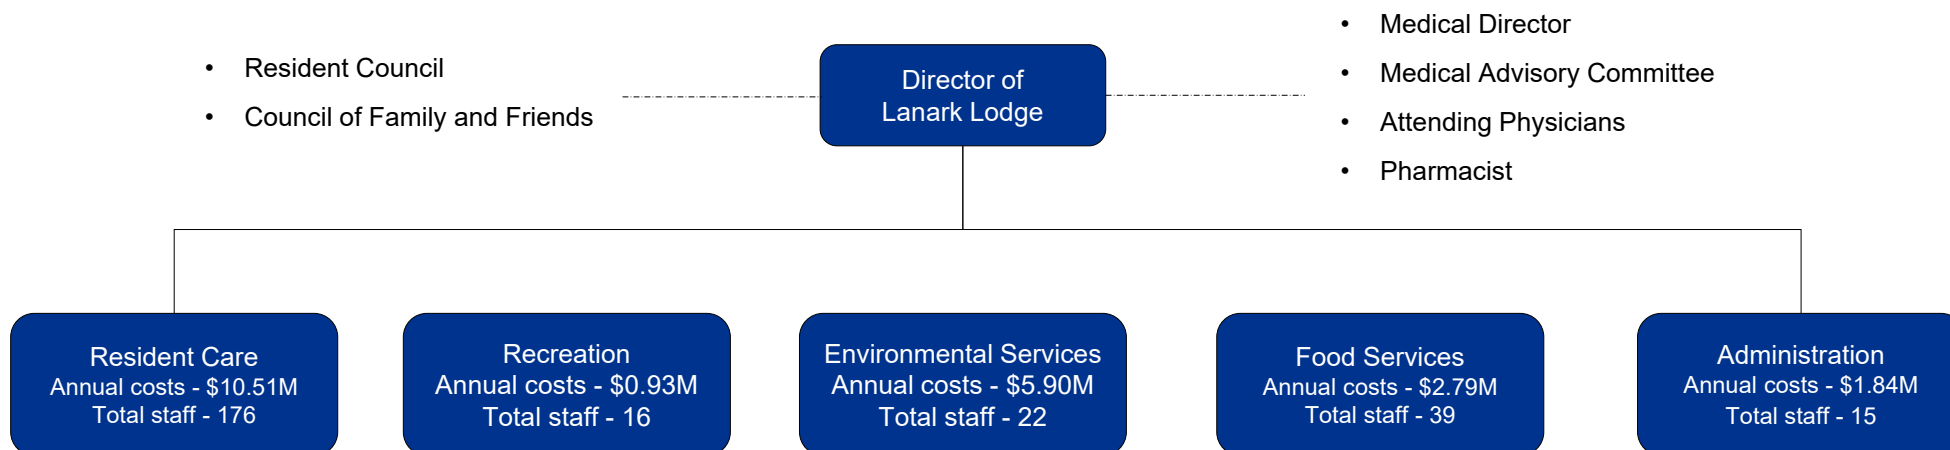 • Resident Council
• Council of Family and Friends
Director of
Lanark Lodge
• Medical Director
• Medical Advisory Committee
• Attending Physicians
• Pharmacist
Resident Care
Annual costs - $10.51M
Total staff - 176
Recreation
Annual costs - $0.93M
Total staff - 16
Environmental Services
Annual costs - $5.90M
Total staff - 22
Food Services
Annual costs - $2.79M
Total staff - 39
Administration
Annual costs - $1.84M
Total staff - 15